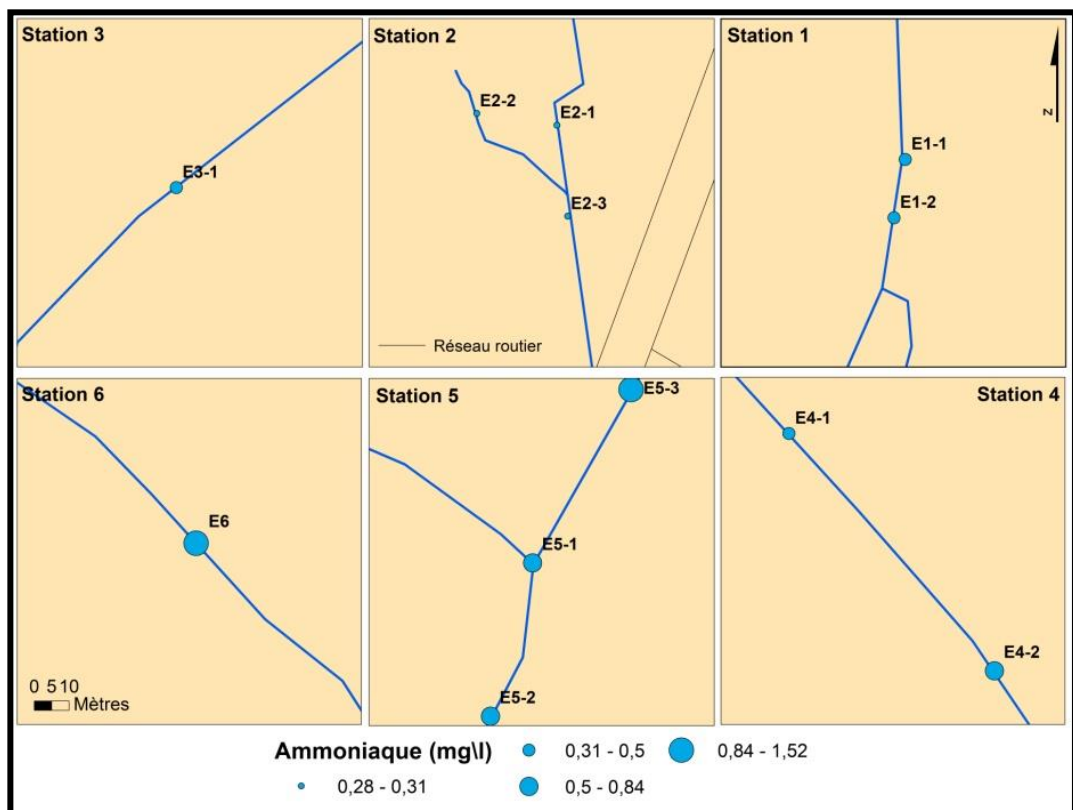 Station 3
E3-1
Station 2
E2-2
E2-1
E2-3
Réseau routier
Station 1
N
E1-1
E1-2
Station 6
E6
0 5 10
Mètres
Station 5
E5-3
E5-1
E5-2
Station 4
E4-1
E4-2
Ammoniaque (mg\l)
0,28 - 0,31
0,31 - 0,5
0,5 - 0,84
0,84 - 1,52